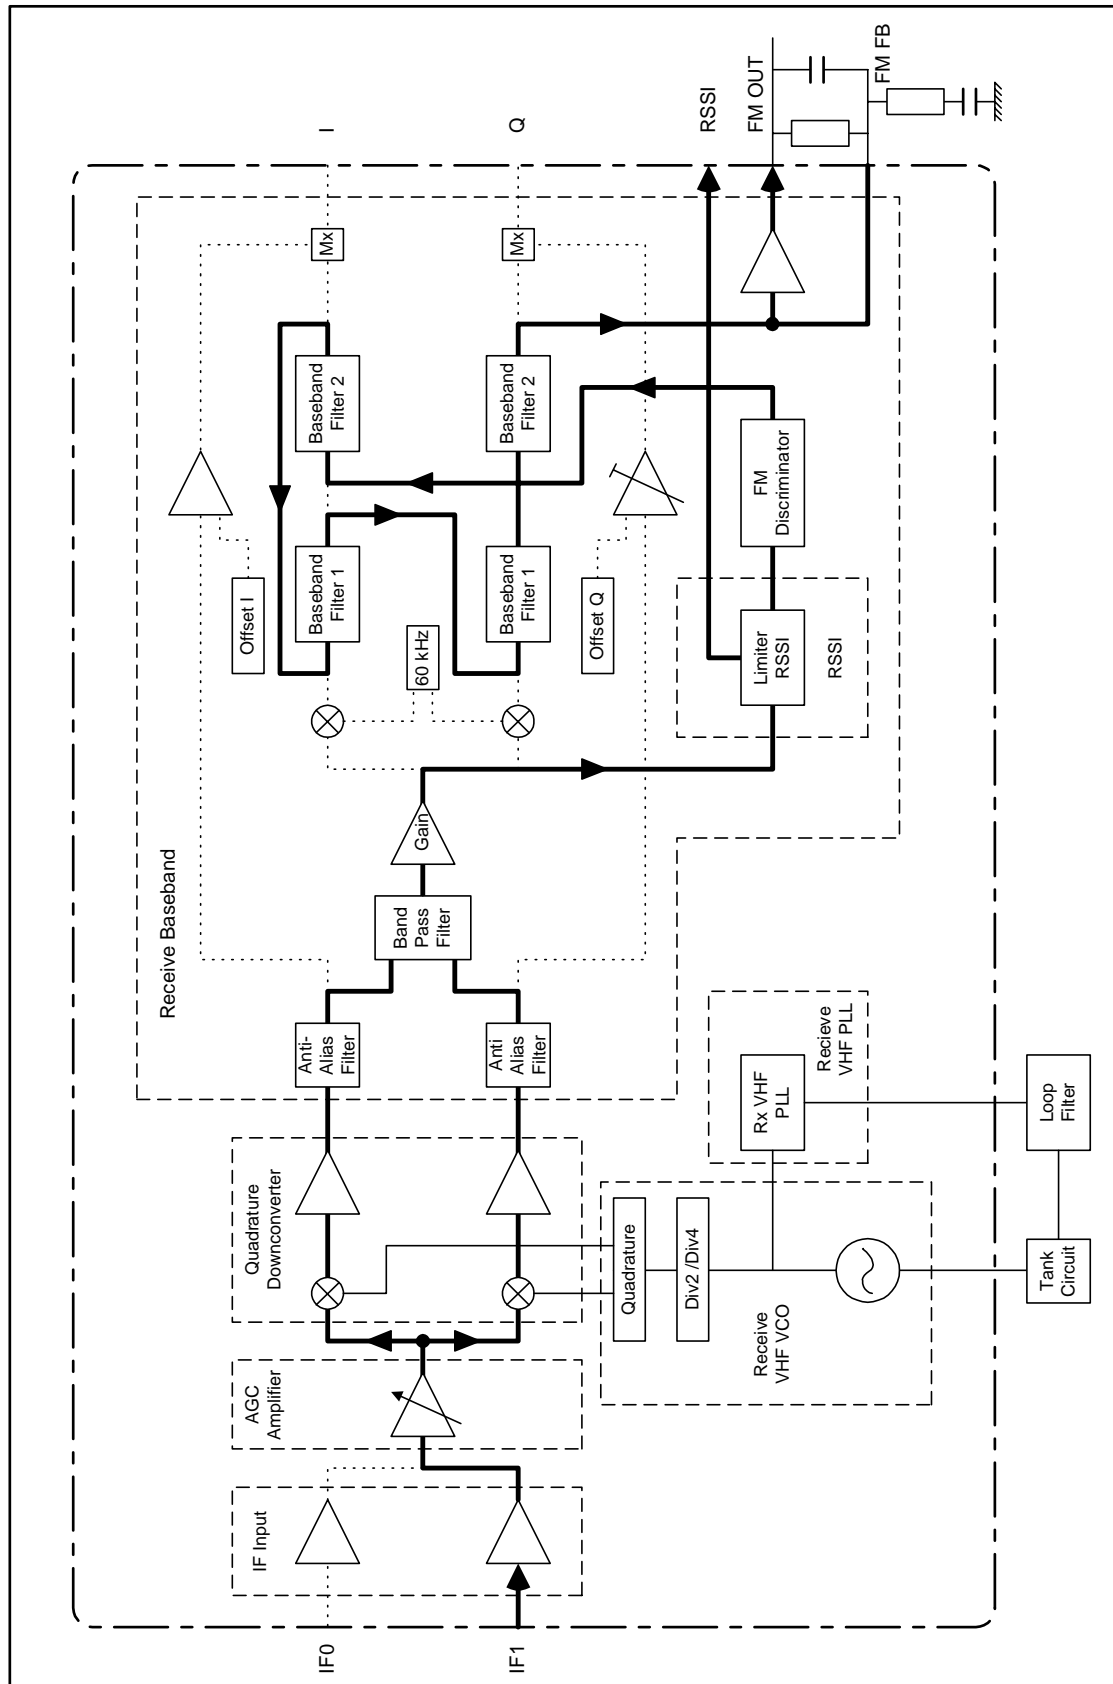 IF0
IF1
IF Input
AGC
Amplifier
Quadrature
Downconverter
Receive
VHF VCO
Quadrature
Div2 /Div4
Tank
Circuit
Loop
Filter
Rx VHF
PLL
Recieve
VHF PLL
Receive Baseband
Anti-
Alias
Filter
Anti
Alias
Filter
Band
Pass
Filter
Gain
60 kHz
Offset I
Offset Q
Baseband
Filter 1
Baseband
Filter 1
Baseband
Filter 2
Baseband
Filter 2
Limiter
RSSI
RSSI
FM
Discriminator
Mx
Mx
I
Q
RSSI
FM OUT
FM FB